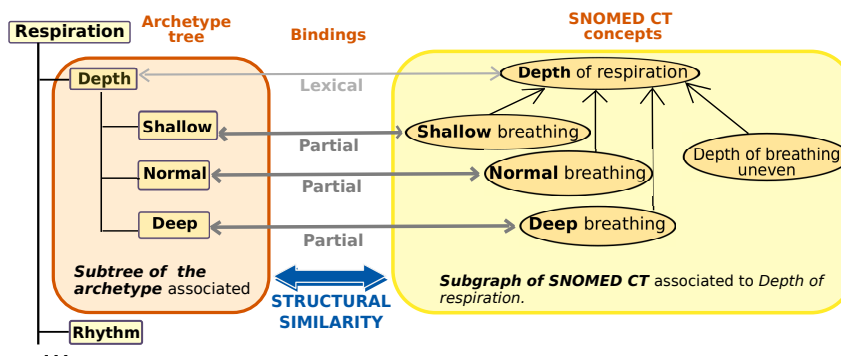 Respiration
Archetype
tree
Bindings
SNOMED CT
concepts
Depth
Lexical
Depth of respiration
Shallow
Partial
Shallow breathing
Normal
Partial
Normal breathing
Depth of breathing
uneven
Deep
Partial
Deep breathing
Subtree of the
archetype associated
STRUCTURAL
SIMILARITY
Subgraph of SNOMED CT associated to Depth of
respiration.
Rhythm
...